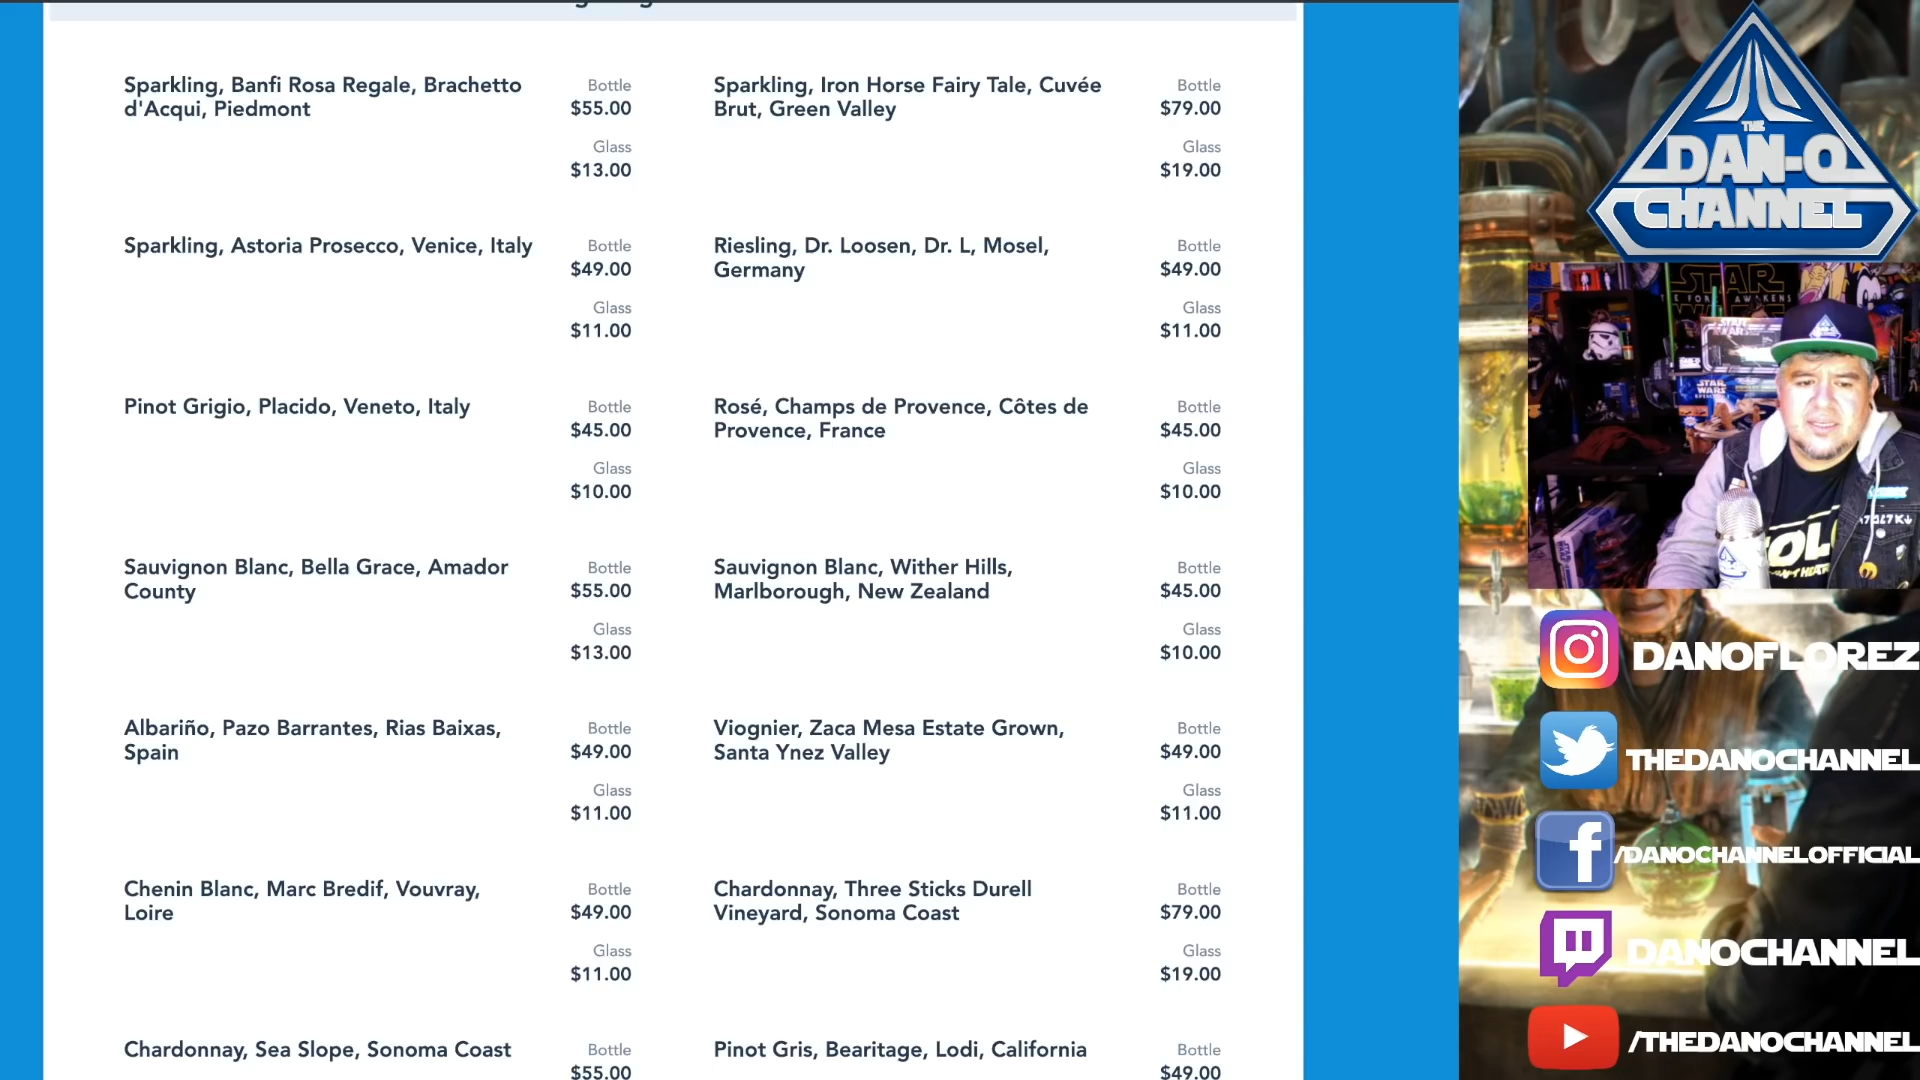 Sparkling, Banfi Rosa Regale, Brachetto
d'Acqui, Piedmont
Bottle
$55.00
Glass
$13.00
Sparkling, Iron Horse Fairy Tale, Cuvée
Brut, Green Valley
Bottle
$79.00
Glass
$19.00
Sparkling, Astoria Prosecco, Venice, Italy
Bottle
$49.00
Glass
$11.00
Riesling, Dr. Loosen, Dr. L, Mosel,
Germany
Bottle
$49.00
Glass
$11.00
Pinot Grigio, Placido, Veneto, Italy
Bottle
$45.00
Glass
$10.00
Rosé, Champs de Provence, Côtes de
Provence, France
Bottle
$45.00
Glass
$10.00
Sauvignon Blanc, Bella Grace, Amador
County
Bottle
$55.00
Glass
$13.00
Sauvignon Blanc, Wither Hills,
Marlborough, New Zealand
Bottle
$45.00
Glass
$10.00
Albariño, Pazo Barrantes, Rias Baixas,
Spain
Bottle
$49.00
Glass
$11.00
Viognier, Zaca Mesa Estate Grown,
Santa Ynez Valley
Bottle
$49.00
Glass
$11.00
Chenin Blanc, Marc Bredif, Vouvray,
Loire
Bottle
$49.00
Glass
$11.00
Chardonnay, Three Sticks Durell
Vineyard, Sonoma Coast
Bottle
$79.00
Glass
$19.00
Chardonnay, Sea Slope, Sonoma Coast
Bottle
$55.00
Pinot Gris, Bearitage, Lodi, California
Bottle
$49.00
THE
DAN-O
CHANNEL
STAR
THE FORCE AWAKENS
STAR
WARS
DANOFLOREZ
THEDANOCHANNEL
/DANOCHANNELOFFICIAL
DANOCHANNEL
/THEDANOCHANNEL